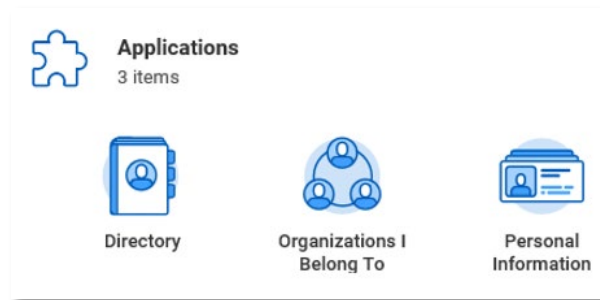 Applications
3 items
Directory
Organizations I
Belong To
Personal
Information